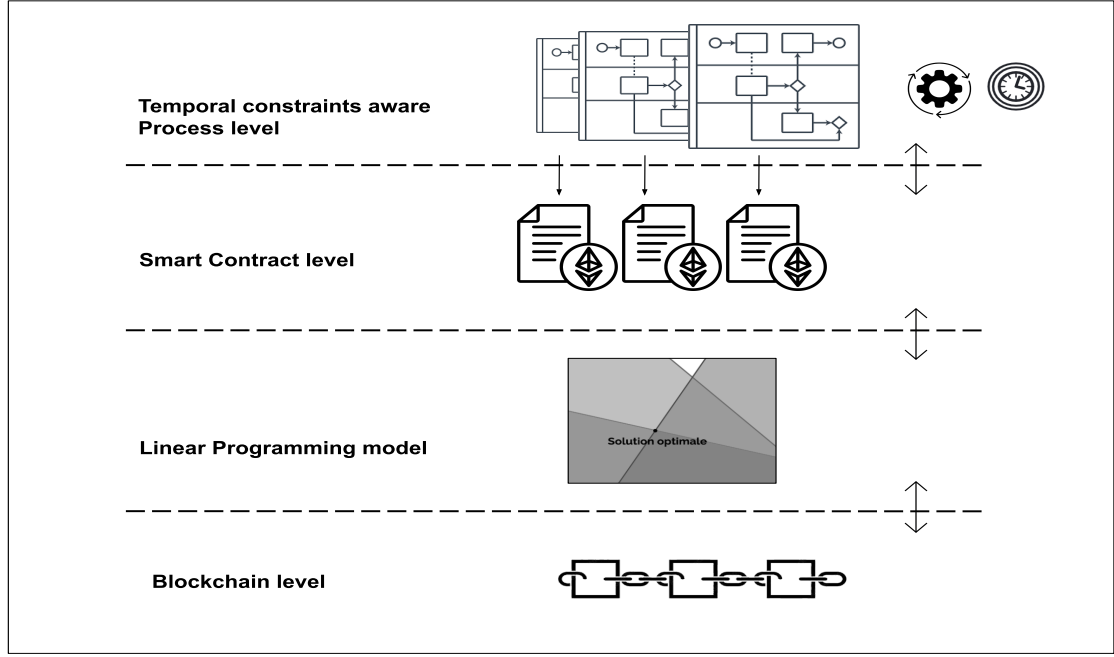 Temporal constraints aware
Process level
Smart Contract level
Solution optimale
Linear Programming model
Blockchain level